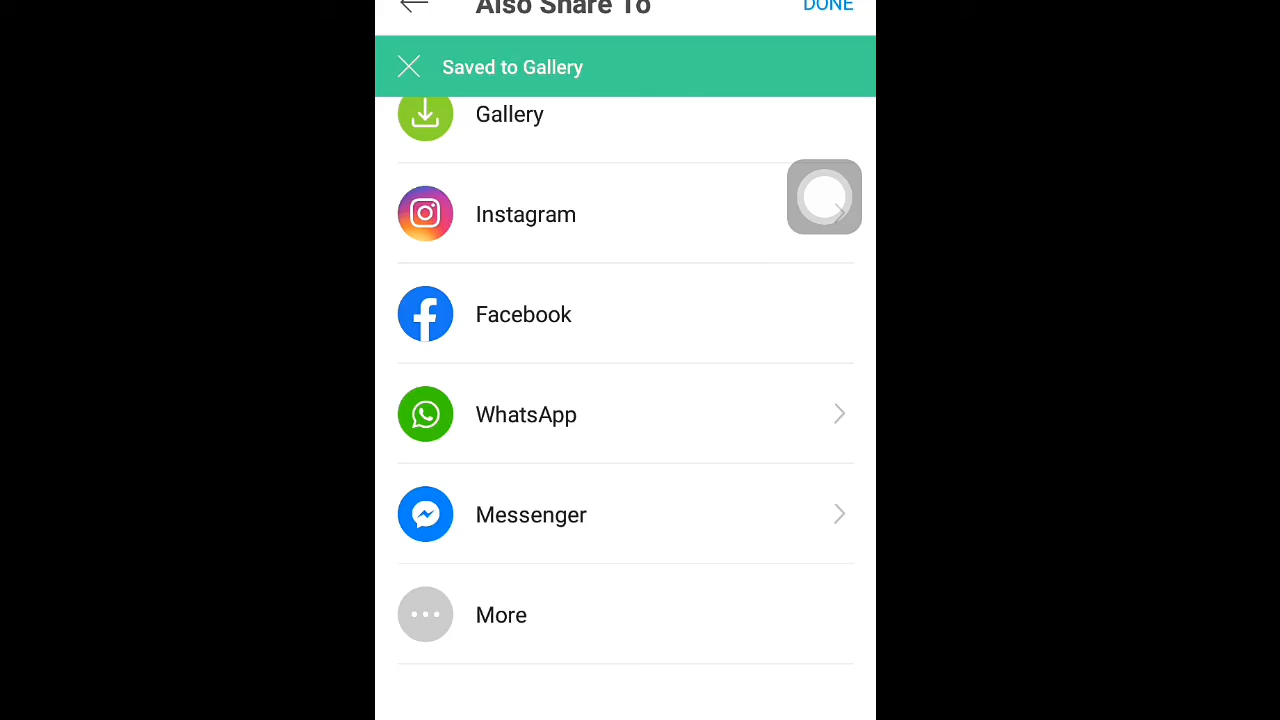 Also Share To
DONE
Saved to Gallery
Gallery
Instagram
Facebook
WhatsApp
Messenger
More